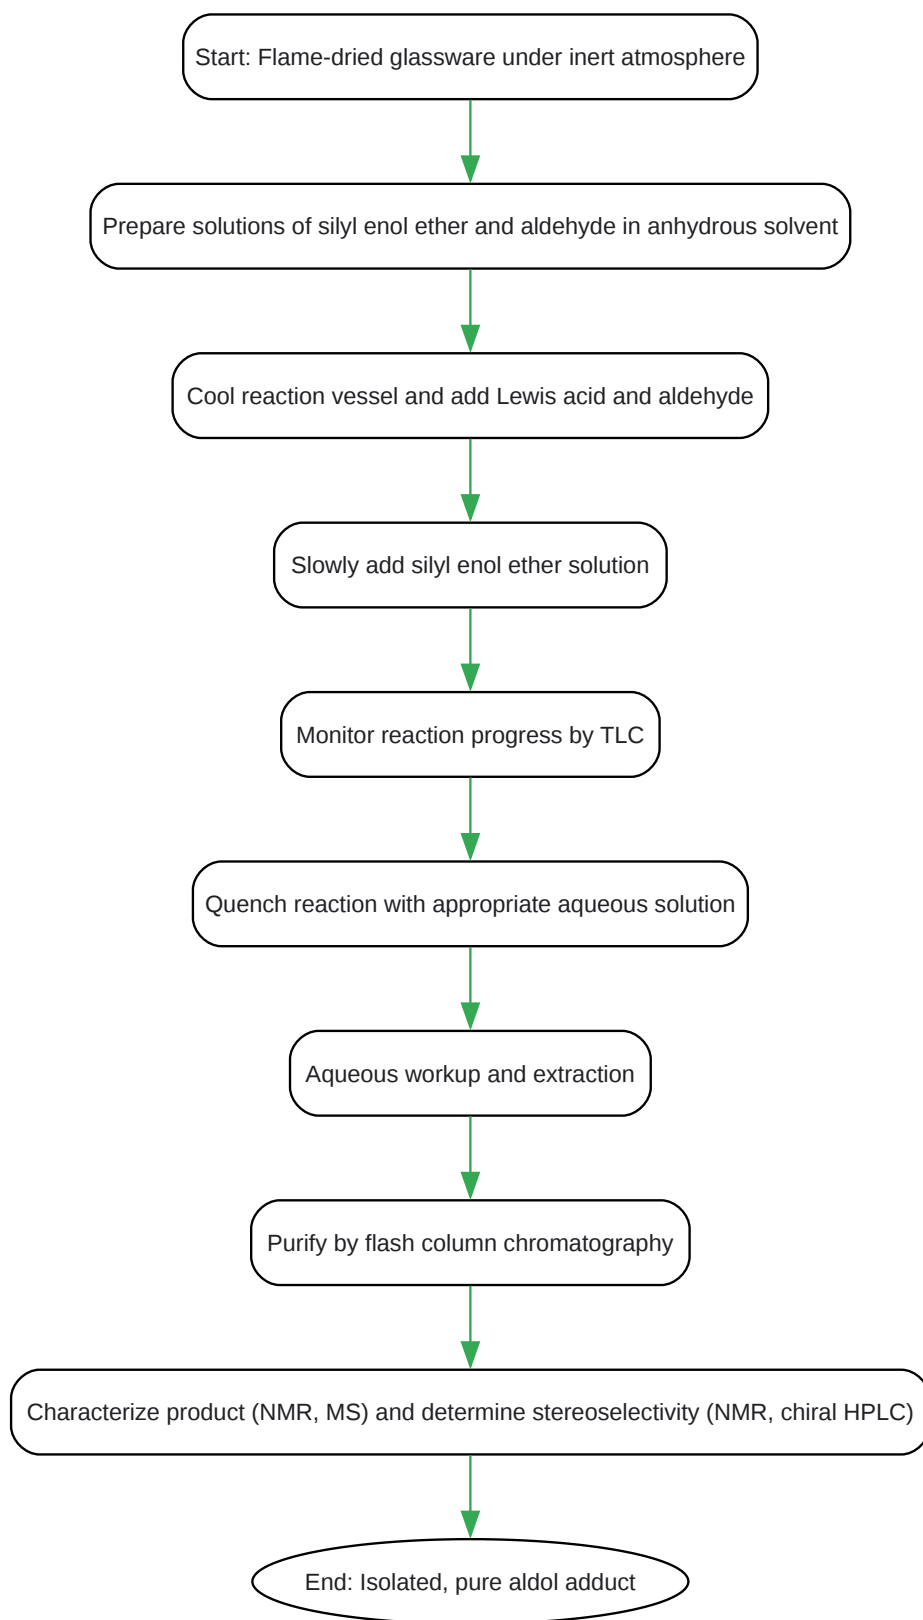 Start: Flame-dried glassware under inert atmosphere
Prepare solutions of silyl enol ether and aldehyde in anhydrous solvent
Cool reaction vessel and add Lewis acid and aldehyde
Slowly add silyl enol ether solution
Monitor reaction progress by TLC
Quench reaction with appropriate aqueous solution
Aqueous workup and extraction
Purify by flash column chromatography
Characterize product (NMR, MS) and determine stereoselectivity (NMR, chiral HPLC)
End: Isolated, pure aldol adduct